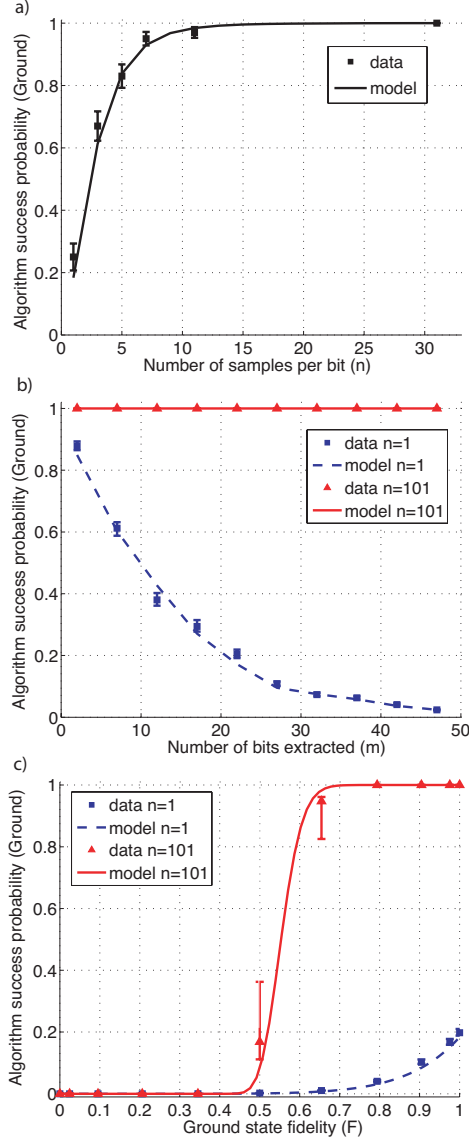 a)
Algorithm success probability (Ground)
1
0.8
0.6
0.4
0.2
0
data
model
0 5 10 15 20 25 30
Number of samples per bit (n)
b)
Algorithm success probability (Ground)
1
0.8
0.6
0.4
0.2
0
data n=1
model n=1
data n=101
model n=101
0 10 20 30 40 50
Number of bits extracted (m)
c)
Algorithm success probability (Ground)
1
0.8
0.6
0.4
0.2
0
data n=1
model n=1
data n=101
model n=101
0 0.1 0.2 0.3 0.4 0.5 0.6 0.7 0.8 0.9 1.0
Ground state fidelity (F)